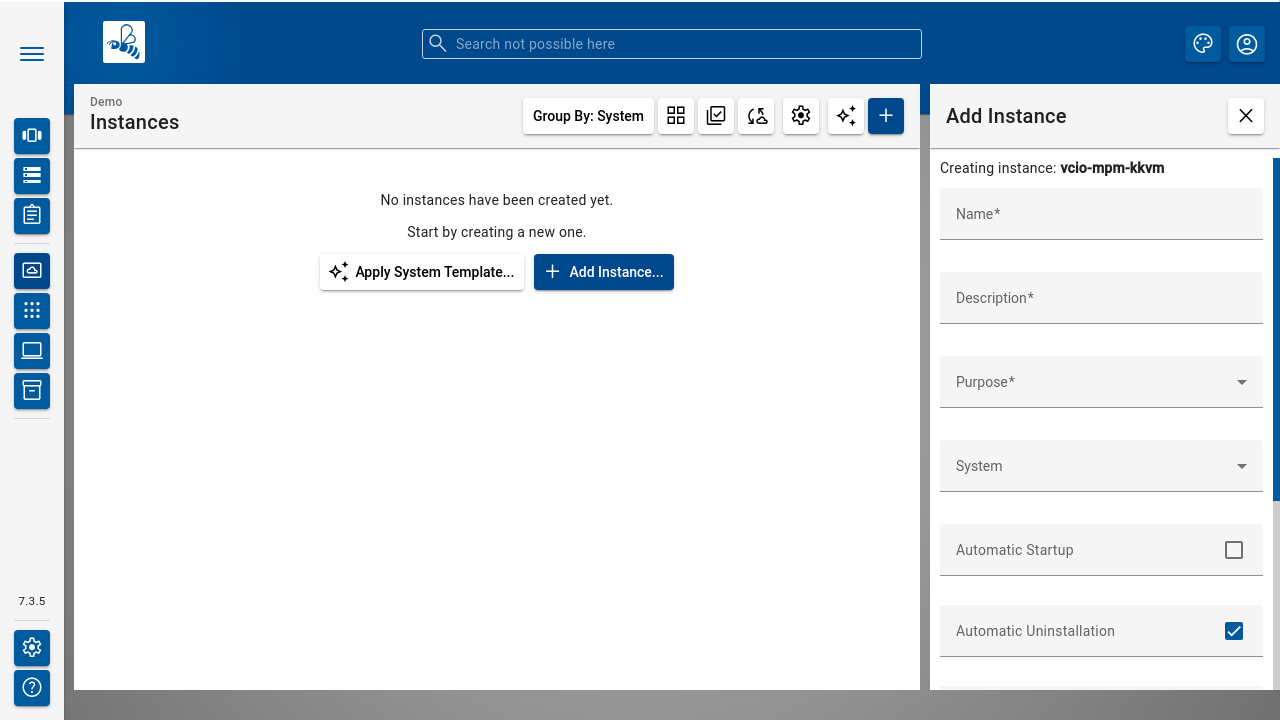 Search not possible here
Demo
Instances
Group By: System
No instances have been created yet.
Start by creating a new one.
Apply System Template...
Add Instance...
Add Instance
Creating instance: vcio-mpm-kkvm
Name*
Description*
Purpose*
System
Automatic Startup
Automatic Uninstallation
7.3.5